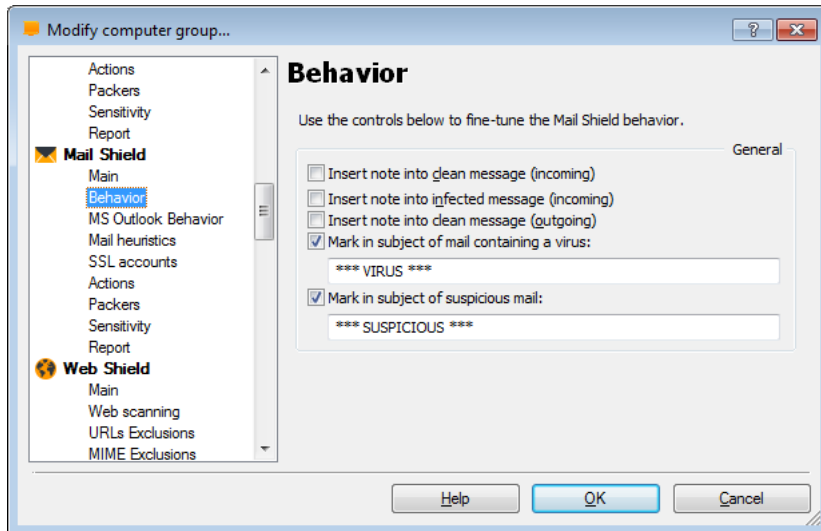 Modify computer group...
Actions
Packers
Sensitivity
Report
Mail Shield
Main
Behavior
MS Outlook Behavior
Mail heuristics
SSL accounts
Actions
Packers
Sensitivity
Report
Web Shield
Main
Web scanning
URLs Exclusions
MIME Exclusions
Behavior
Use the controls below to fine-tune the Mail Shield behavior.
General
Insert note into clean message (incoming)
Insert note into infected message (incoming)
Insert note into clean message (outgoing)
Mark in subject of mail containing a virus:
*** VIRUS ***
Mark in subject of suspicious mail:
*** SUSPICIOUS ***
Help
OK
Cancel